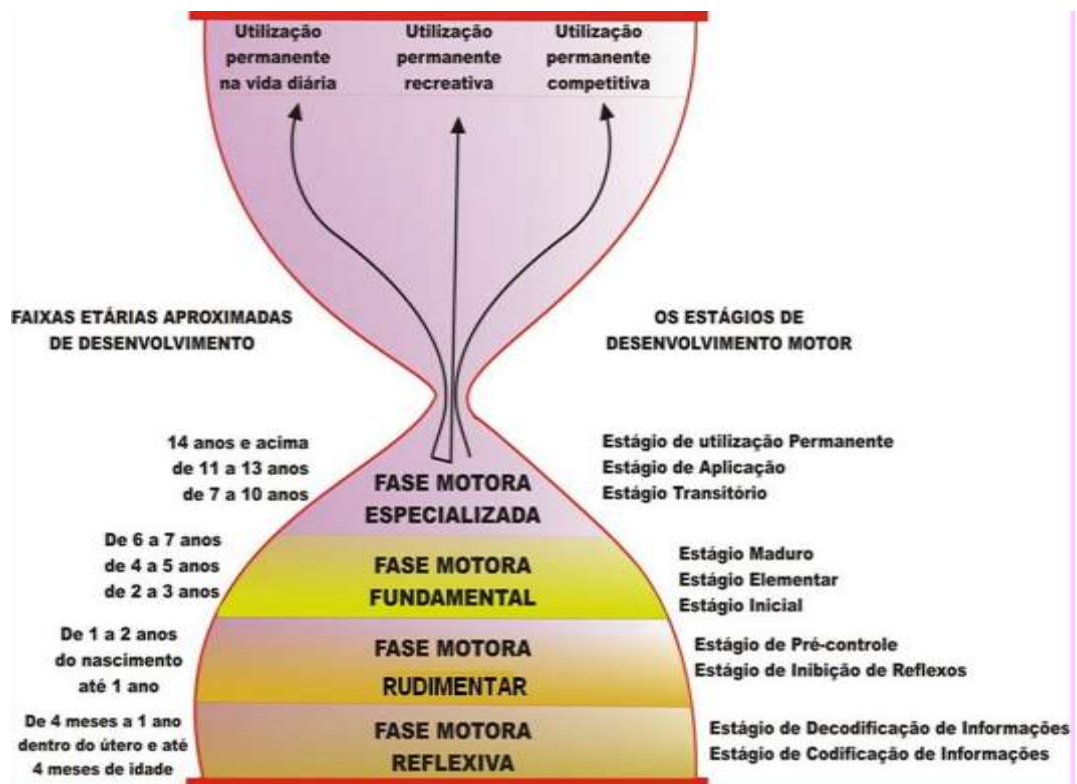 Utilização
permanente
na vida diária
Utilização
permanente
recreativa
Utilização
permanente
competitiva
FAIXAS ETÁRIAS APROXIMADAS
DE DESENVOLVIMENTO
OS ESTÁGIOS DE
DESENVOLVIMENTO MOTOR
14 anos e acima
de 11 a 13 anos
de 7 a 10 anos
FASE MOTORA
ESPECIALIZADA
Estágio de utilização Permanente
Estágio de Aplicação
Estágio Transitório
De 6 a 7 anos
de 4 a 5 anos
de 2 a 3 anos
FASE MOTORA
FUNDAMENTAL
Estágio Maduro
Estágio Elementar
Estágio Inicial
De 1 a 2 anos
do nascimento
até 1 ano
FASE MOTORA
RUDIMENTAR
Estágio de Pré-controle
Estágio de Inibição de Reflexos
De 4 meses a 1 ano
dentro do útero e até
4 meses de idade
FASE MOTORA
REFLEXIVA
Estágio de Decodificação de Informações
Estágio de Codificação de Informações